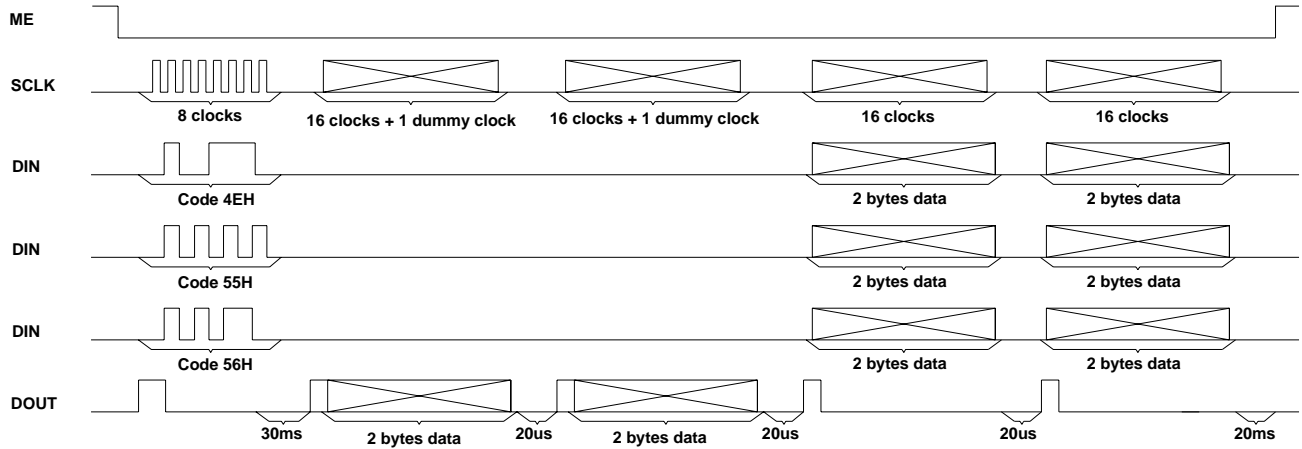 ME
SCLK
8 clocks
16 clocks + 1 dummy clock
16 clocks + 1 dummy clock
16 clocks
16 clocks
DIN
Code 4EH
2 bytes data
2 bytes data
DIN
Code 55H
2 bytes data
2 bytes data
DIN
Code 56H
2 bytes data
2 bytes data
DOUT
30ms
2 bytes data
20us
2 bytes data
20us
20us
20ms